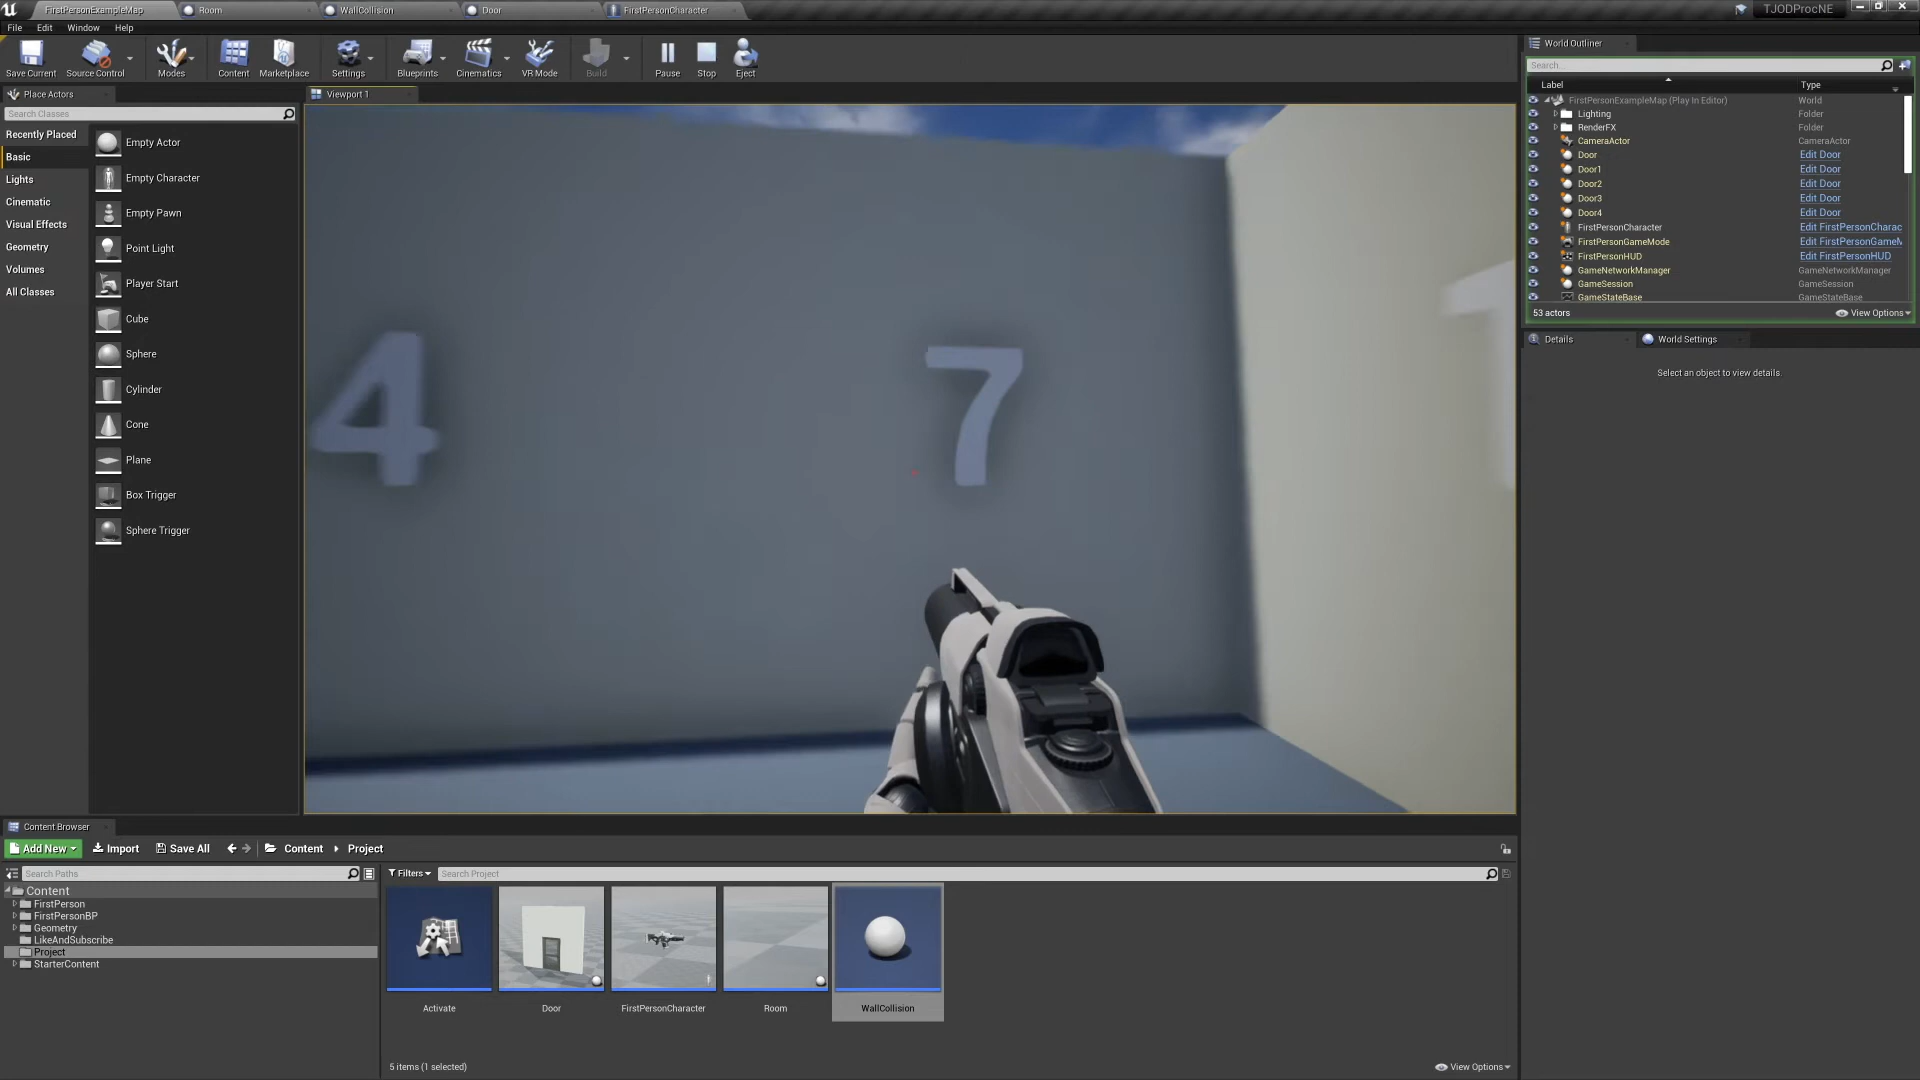 FirstPersonExampleMap
Room
WallCollision
Door
FirstPersonCharacter
TJODProcNE
File Edit Window Help
Save Current
Source Control
Modes
Content
Marketplace
Settings
Blueprints
Cinematics
VR Mode
Build
Pause
Stop
Eject
Place Actors
Search Classes
Recently Placed
Basic
Lights
Cinematic
Visual Effects
Geometry
Volumes
All Classes
Empty Actor
Empty Character
Empty Pawn
Point Light
Player Start
Cube
Sphere
Cylinder
Cone
Plane
Box Trigger
Sphere Trigger
Viewport 1
4
7
World Outliner
Search...
Label Type
FirstPersonExampleMap (Play In Editor) World
Lighting Folder
RenderFX Folder
CameraActor CameraActor
Door Edit Door
Door1 Edit Door
Door2 Edit Door
Door3 Edit Door
Door4 Edit Door
FirstPersonCharacter Edit FirstPersonCharac
FirstPersonGameMode Edit FirstPersonGameM
FirstPersonHUD Edit FirstPersonHUD
GameNetworkManager GameNetworkManager
GameSession GameSession
GameStateBase GameStateBase
53 actors
View Options
Details
World Settings
Select an object to view details.
Content Browser
Add New
Import
Save All
Content
Project
Search Paths
Filters
Search Project
Content
FirstPerson
FirstPersonBP
Geometry
LikeAndSubscribe
Project
StarterContent
Activate
Door
FirstPersonCharacter
Room
WallCollision
5 items (1 selected)
View Options